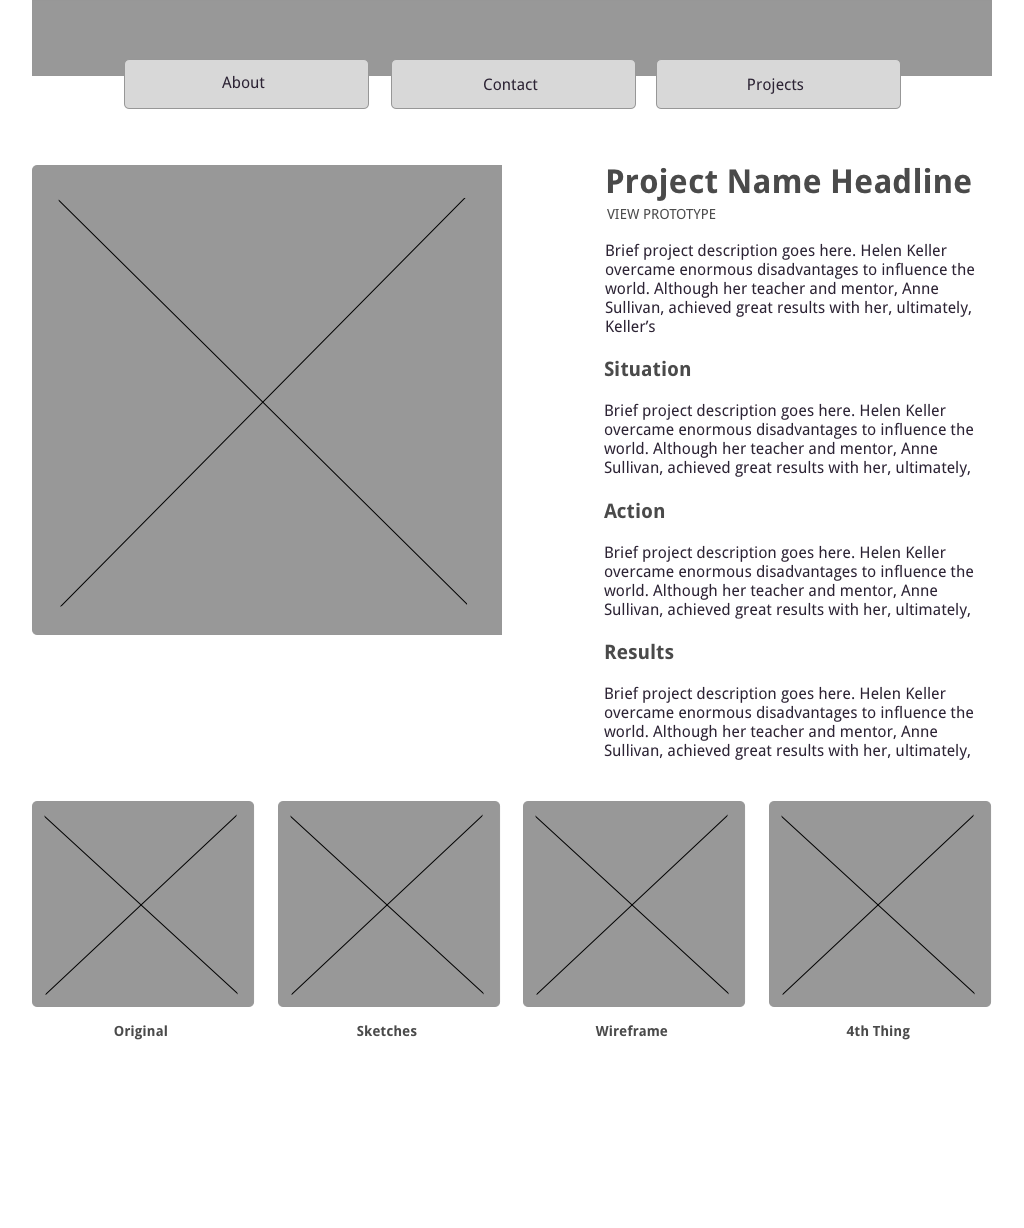 About
Contact
Projects
Project Name Headline
VIEW PROTOTYPE
Brief project description goes here. Helen Keller
overcame enormous disadvantages to influence the
world. Although her teacher and mentor, Anne
Sullivan, achieved great results with her, ultimately,
Keller’s
Situation
Brief project description goes here. Helen Keller
overcame enormous disadvantages to influence the
world. Although her teacher and mentor, Anne
Sullivan, achieved great results with her, ultimately,
Action
Brief project description goes here. Helen Keller
overcame enormous disadvantages to influence the
world. Although her teacher and mentor, Anne
Sullivan, achieved great results with her, ultimately,
Results
Brief project description goes here. Helen Keller
overcame enormous disadvantages to influence the
world. Although her teacher and mentor, Anne
Sullivan, achieved great results with her, ultimately,
Original
Sketches
Wireframe
4th Thing